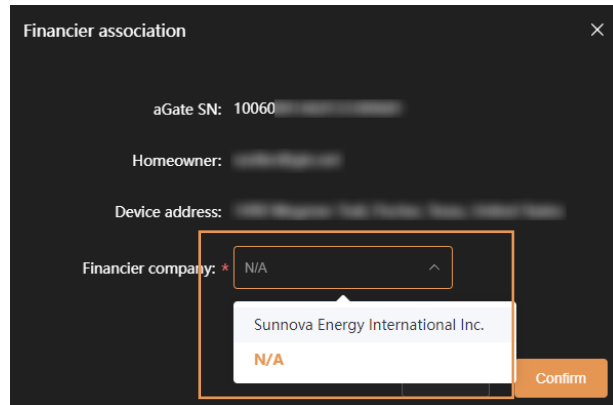 Financier association
aGate SN: 10060
Homeowner:
Device address:
Financier company: * N/A
Sunnova Energy International Inc.
N/A
Confirm